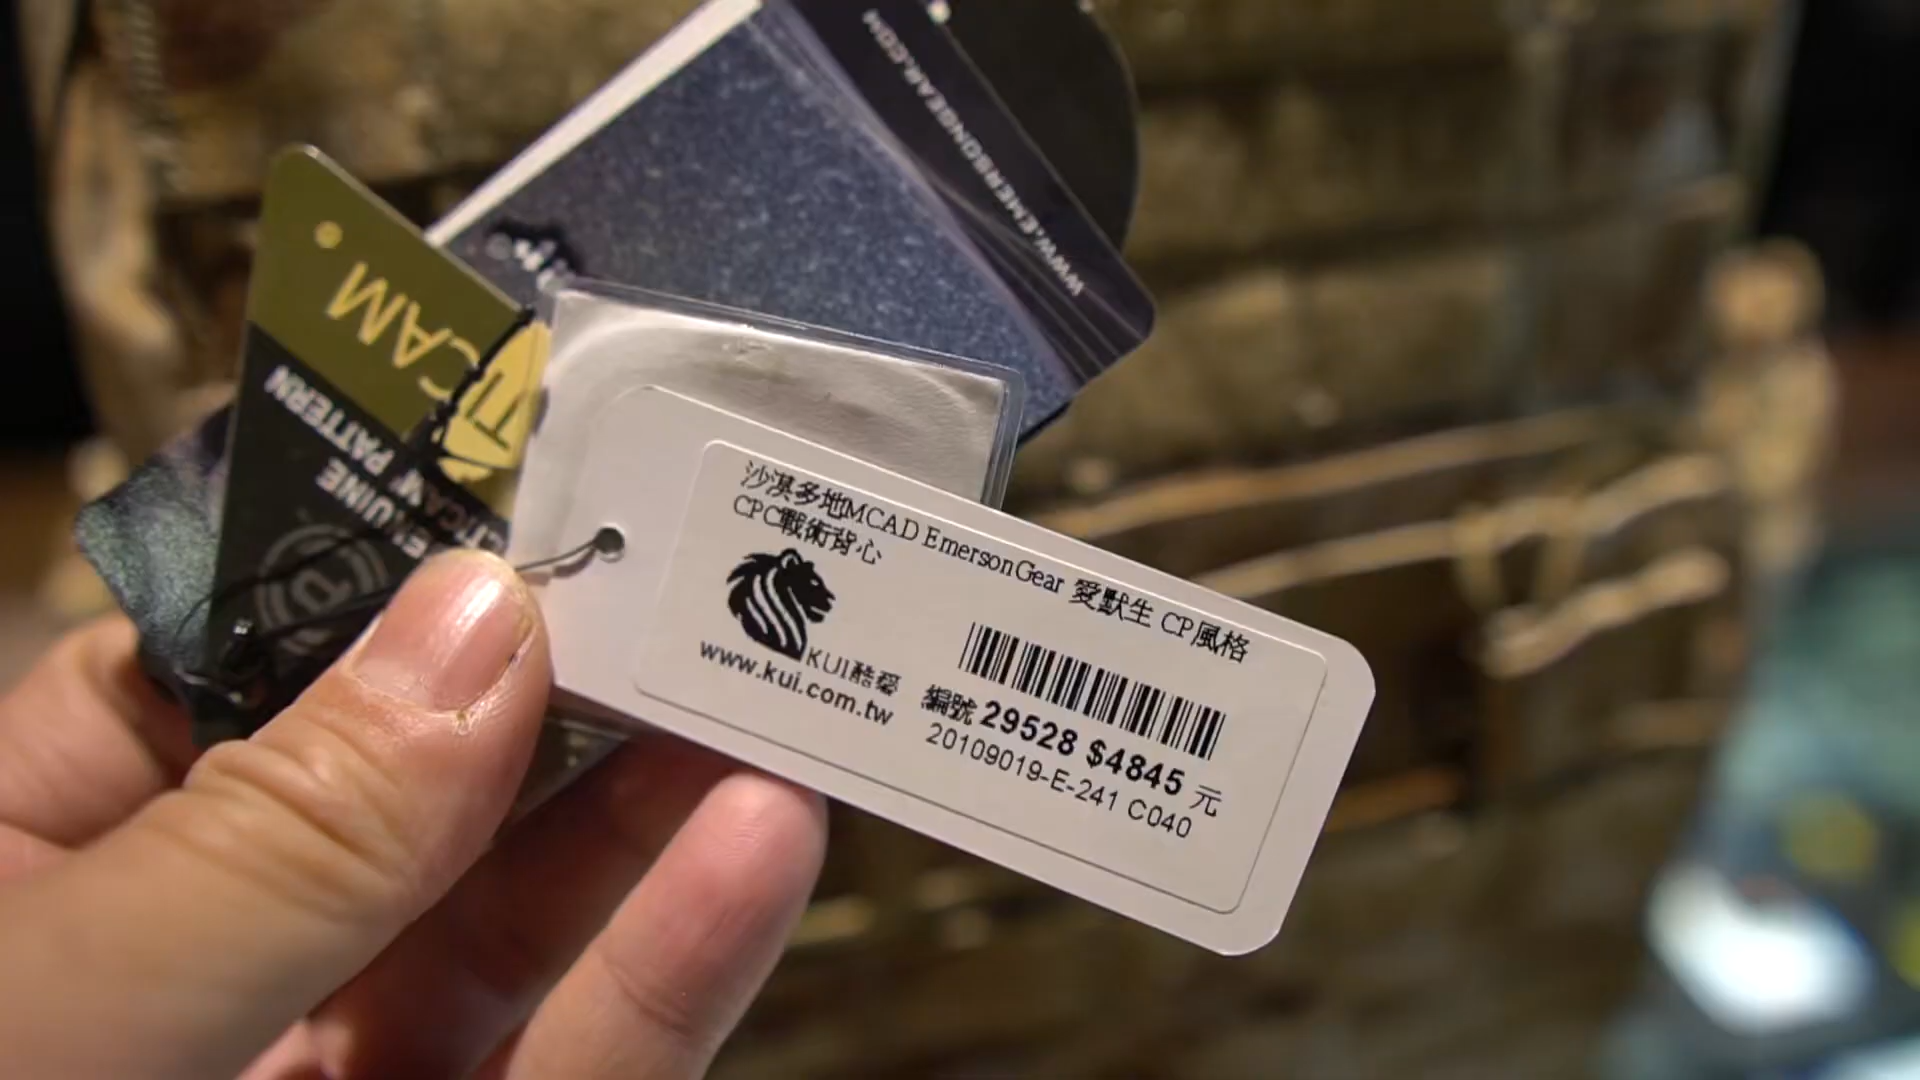 WWW.EMERSONGEAR.COM
CAM
GENUINE
PATTERN
沙漠多地MCAD EmersonGear 愛默生 CP風格
CPC戰術背心
KUI酷愛
www.kui.com.tw
編號 29528 $4845 元
20109019-E-241 C040